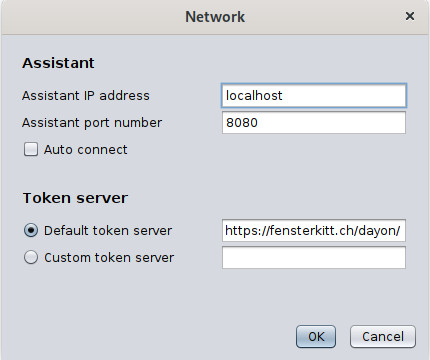 Network
Assistant
Assistant IP address localhost
Assistant port number 8080
Auto connect
Token server
Default token server https://fensterkitt.ch/dayon/
Custom token server
OK Cancel